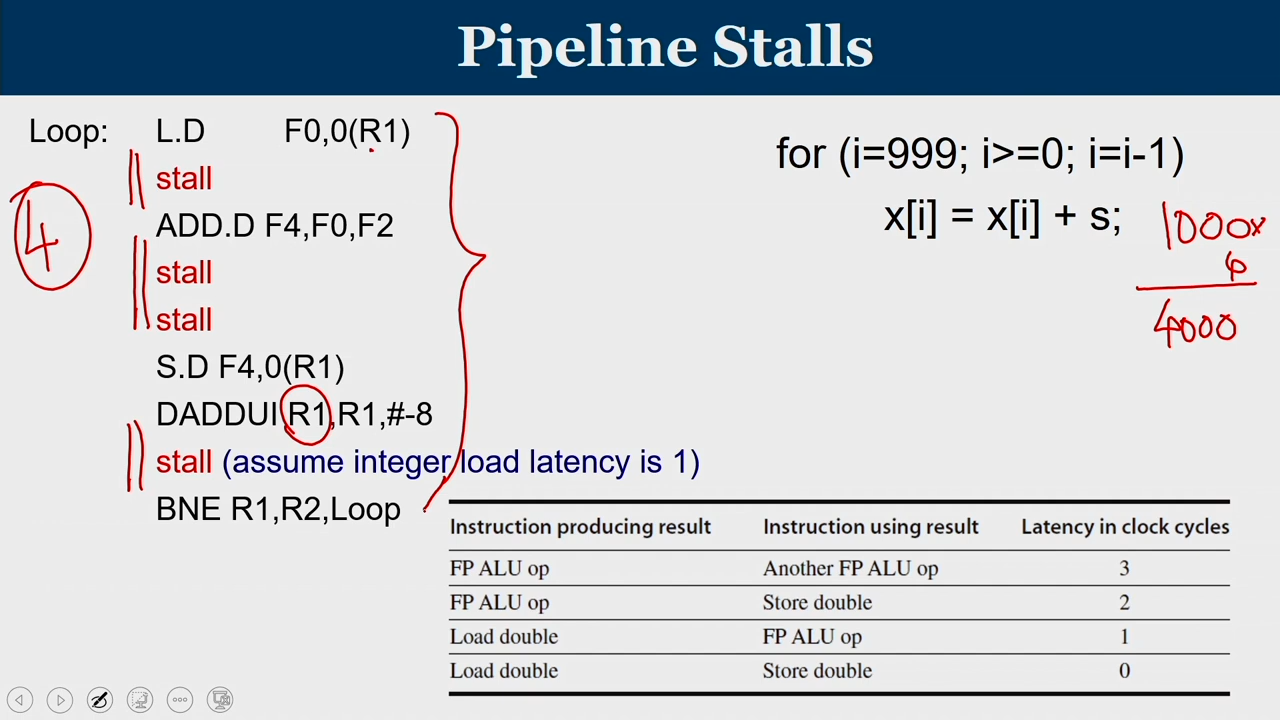 Pipeline Stalls
Loop: L.D F0,0(R1)
stall
ADD.D F4,F0,F2
stall
stall
S.D F4,0(R1)
DADDUI R1,R1,#-8
stall (assume integer load latency is 1)
BNE R1,R2,Loop
4
for (i=999; i>=0; i=i-1)
x[i] = x[i] + s;
1000x
4
4000
Instruction producing result Instruction using result Latency in clock cycles
FP ALU op Another FP ALU op 3
FP ALU op Store double 2
Load double FP ALU op 1
Load double Store double 0